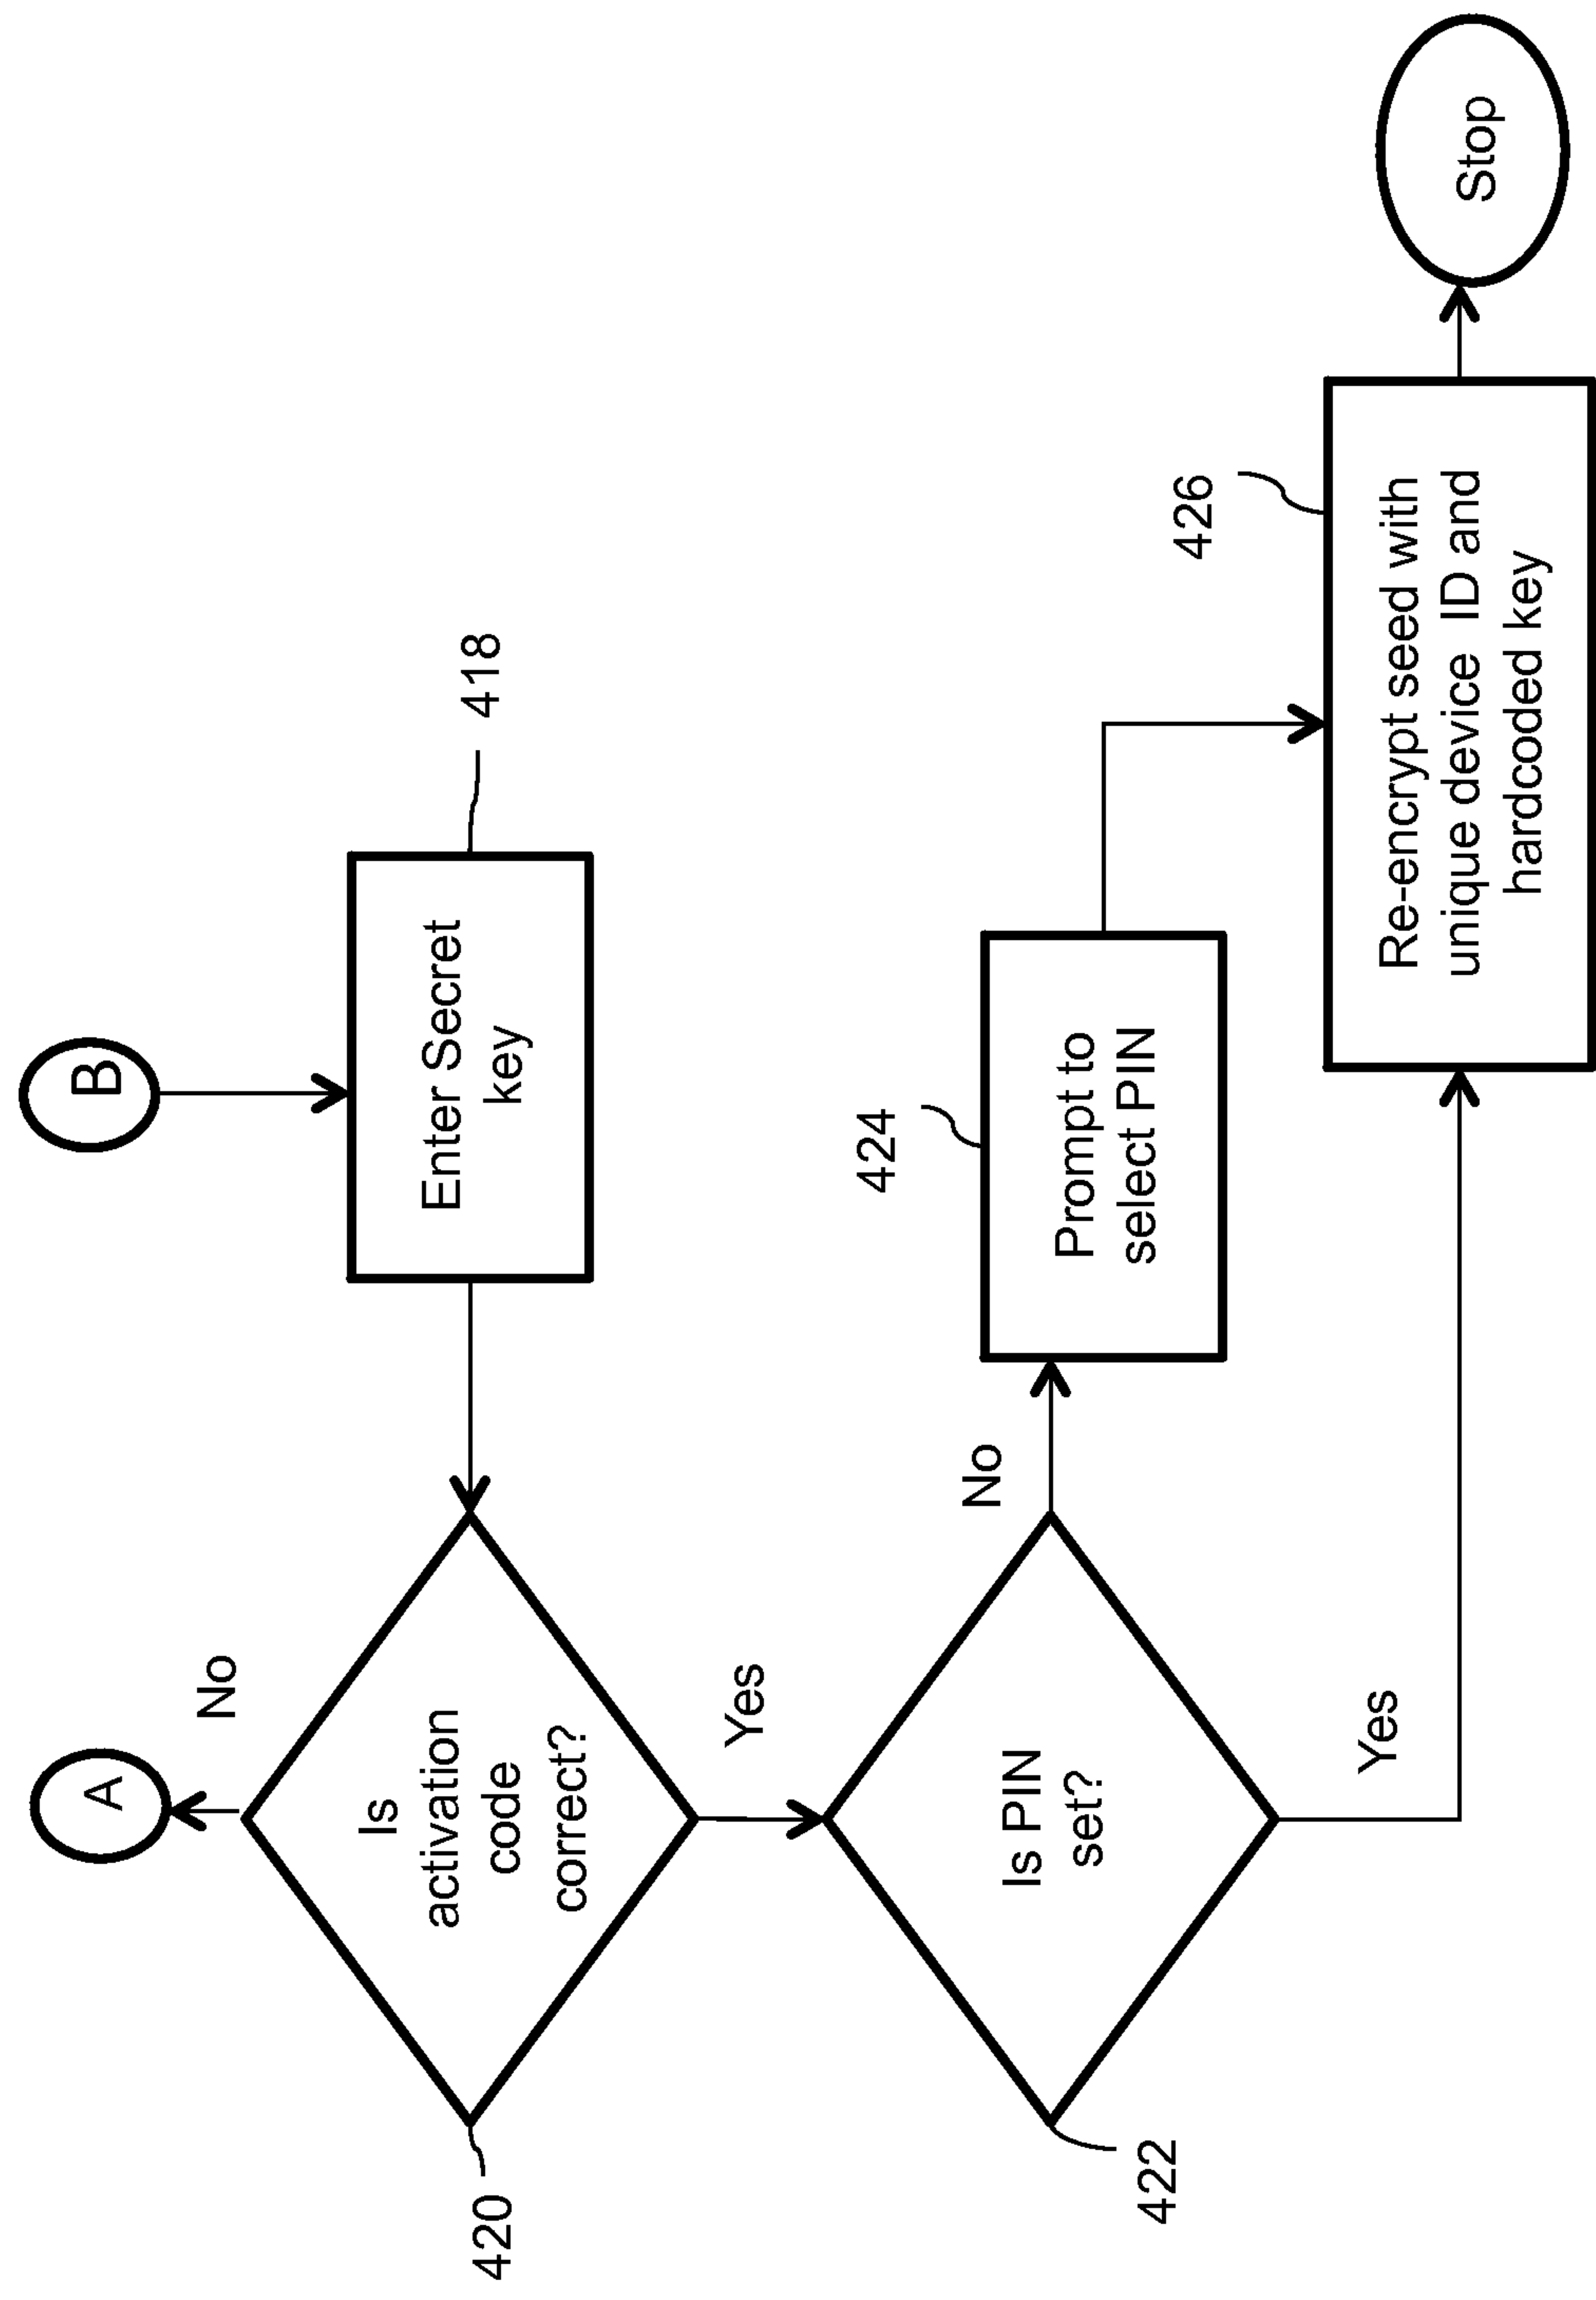 B
Enter Secret
key
418
A
No
Is
activation
code
correct?
420
Yes
Is PIN
set?
422
No
Prompt to
select PIN
424
Yes
Re-encrypt seed with
unique device ID and
hardcoded key
426
Stop